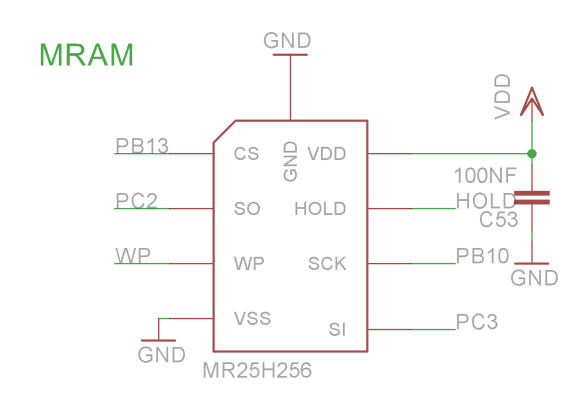 MRAM
GND
VDD
PB13
CS
GND
VDD
100NF
PC2
SO
HOLD
HOLD
C53
WP
WP
SCK
PB10
GND
VSS
SI
PC3
GND
MR25H256